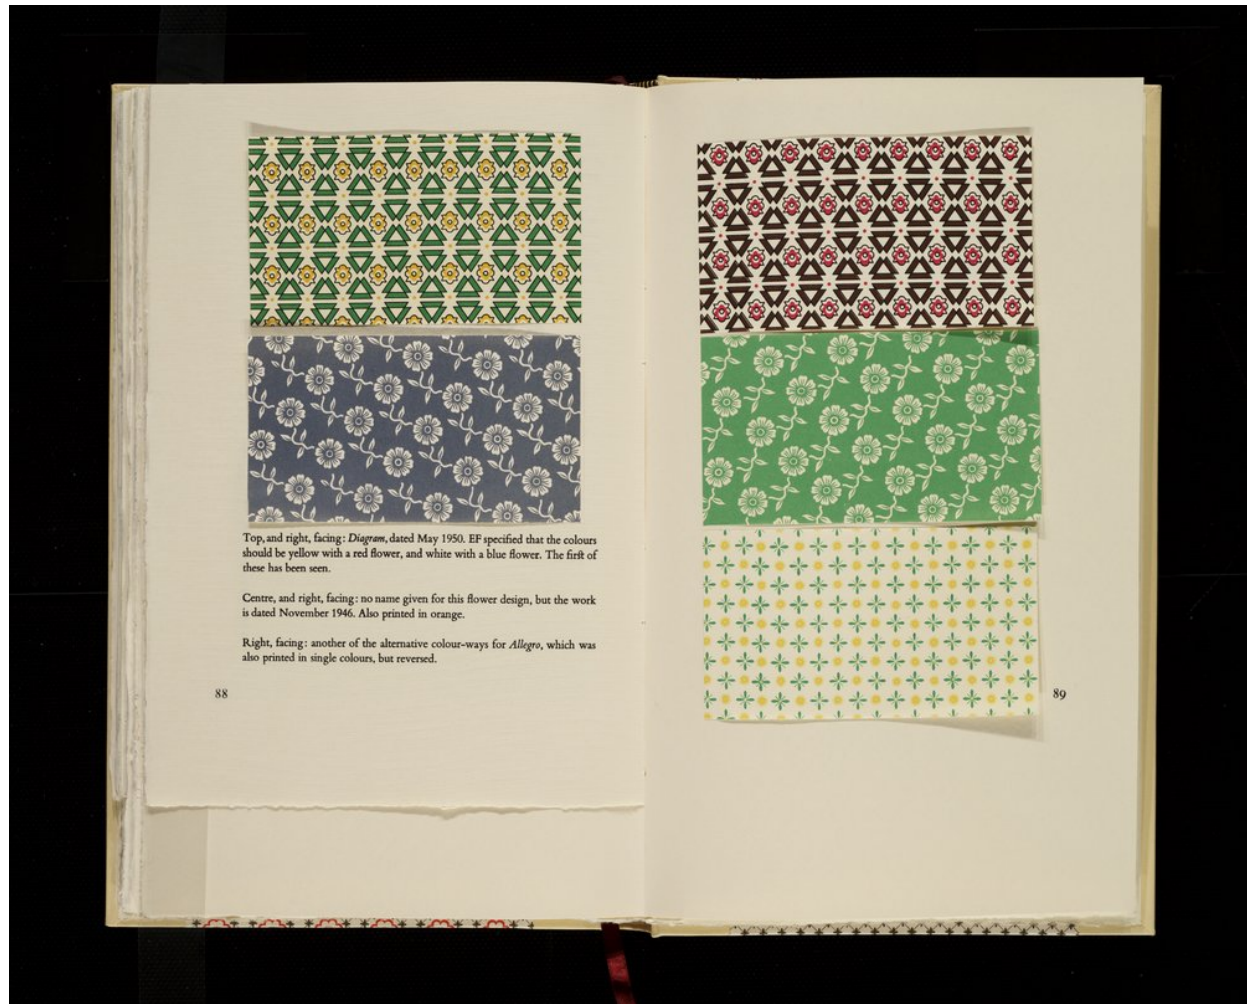 Top, and right, facing: Diagram, dated May 1950. EF specified that the colours
should be yellow with a red flower, and white with a blue flower. The first of
these has been seen.
Centre, and right, facing: no name given for this flower design, but the work
is dated November 1946. Also printed in orange.
Right, facing: another of the alternative colour-ways for Allegro, which was
also printed in single colours, but reversed.
88
89